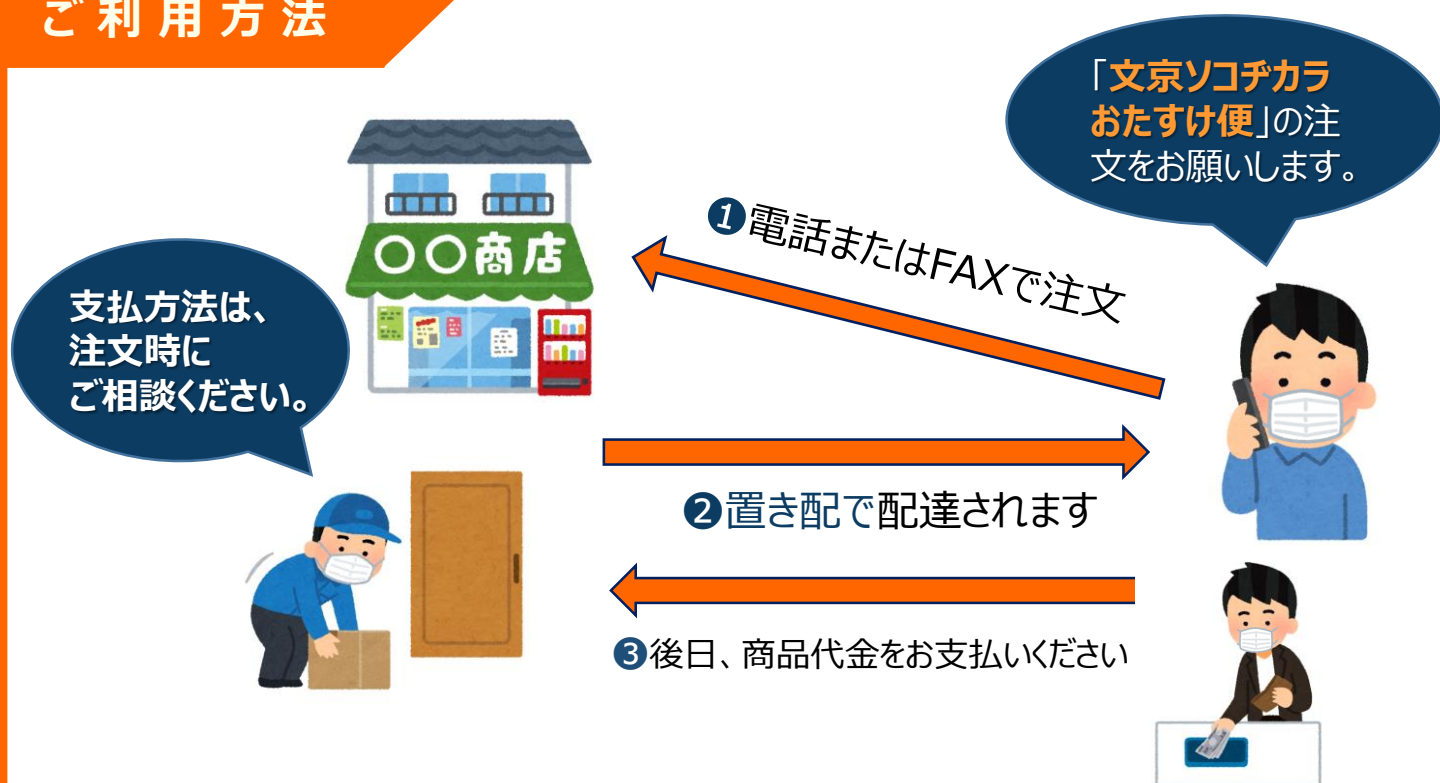 ご利用方法
「文京ソコヂカラ
おたすけ便」の注
文をお願いします。
○○商店
❶電話またはFAXで注文
支払方法は、
注文時に
ご相談ください。
❷置き配で配達されます
❸後日、商品代金をお支払いください